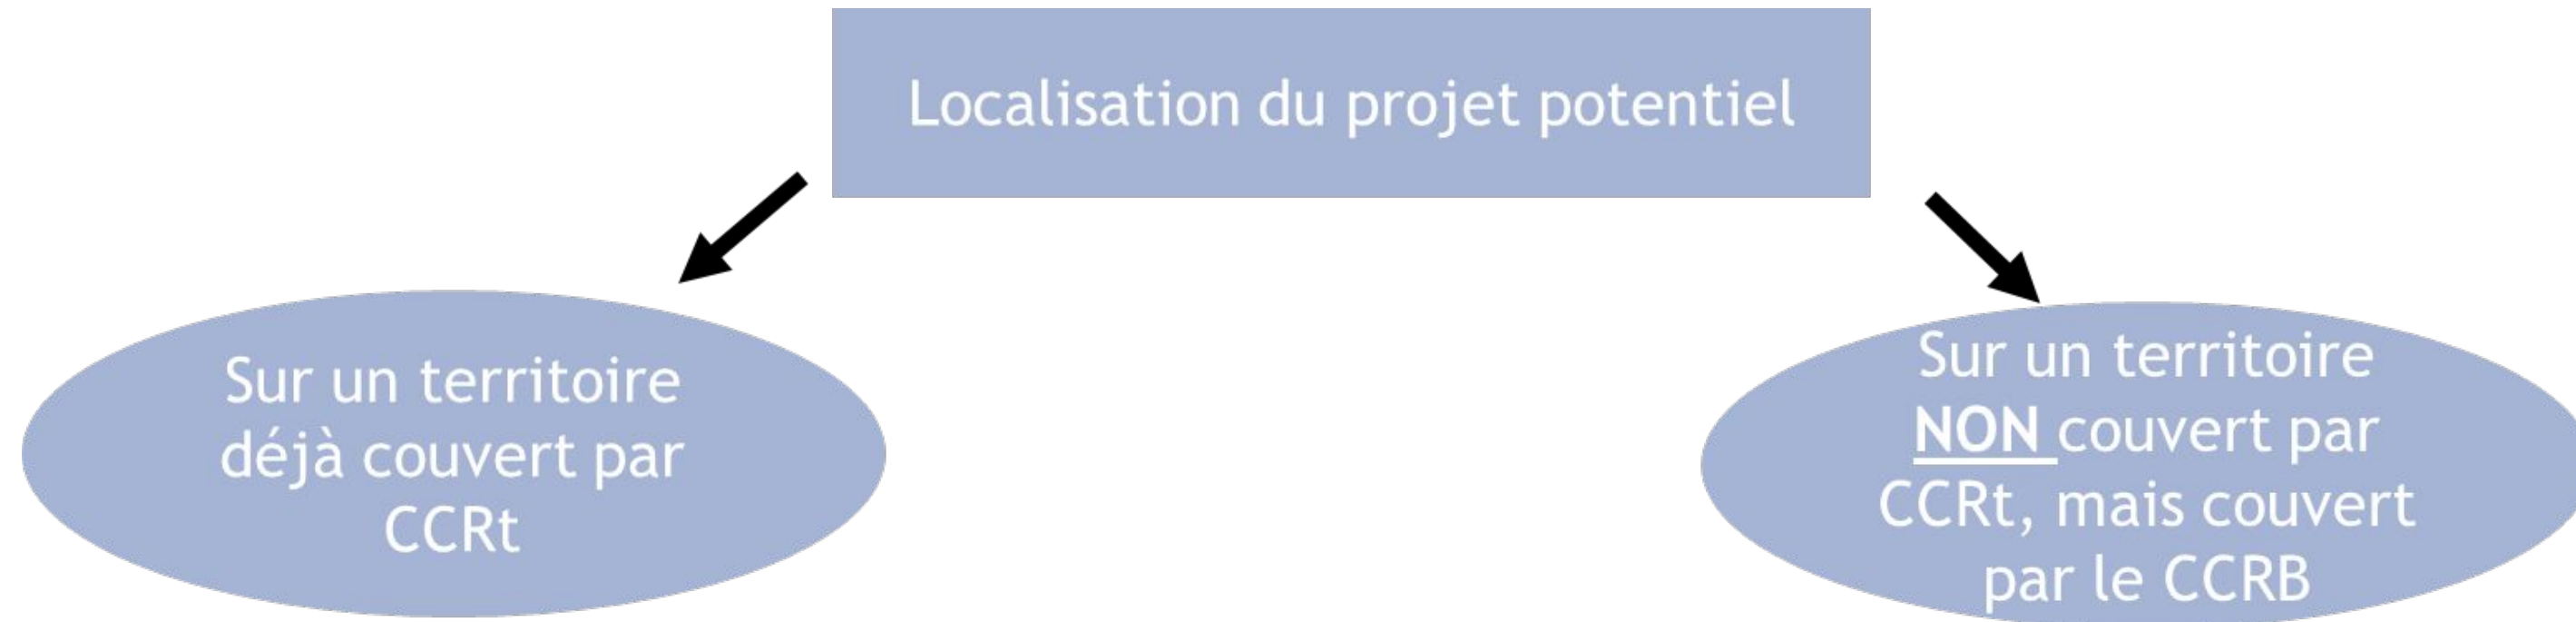 Localisation du projet potentiel
Sur un territoire
déjà couvert par
CCRt
Sur un territoire
NON couvert par
CCRt, mais couvert
par le CCRB